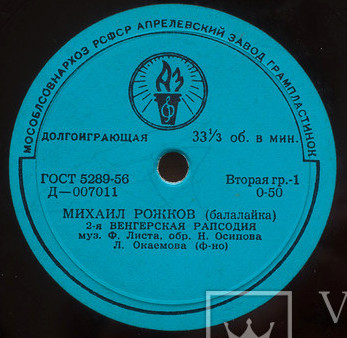 МОСОБЛСОВНАРХОЗ РСФСР АПРЕЛЕВСКИЙ ЗАВОД ГРАМПЛАСТИНОК
АЗ
ДОЛГОИГРАЮЩАЯ 33⅓ об. в мин.
ГОСТ 5289-56 Вторая гр.-1
Д—007011 0-50
МИХАИЛ РОЖКОВ (балалайка)
2-я ВЕНГЕРСКАЯ РАПСОДИЯ
муз. Ф. Листа, обр. Н. Осипова
Л. Окаемова (ф-но)
V